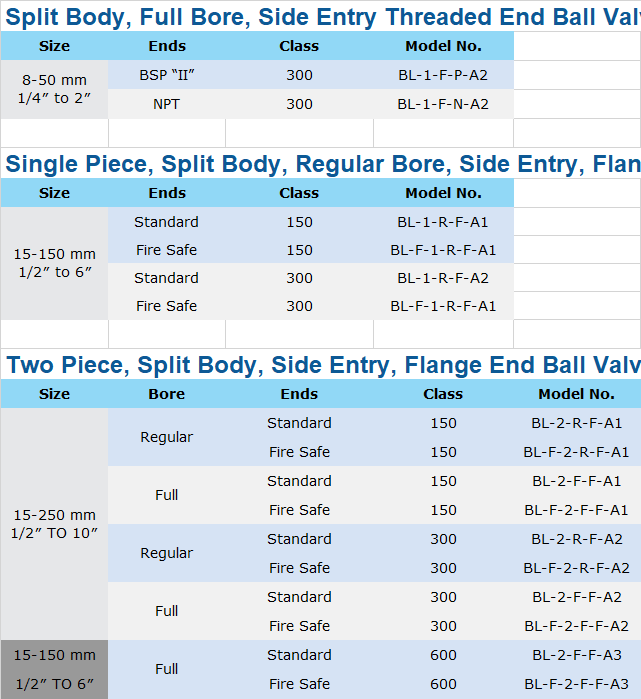 Split Body, Full Bore, Side Entry Threaded End Ball Val
Size Ends Class Model No.
8-50 mm
1/4” to 2” BSP “II” 300 BL-1-F-P-A2
NPT 300 BL-1-F-N-A2
Single Piece, Split Body, Regular Bore, Side Entry, Flan
Size Ends Class Model No.
15-150 mm
1/2” to 6” Standard 150 BL-1-R-F-A1
Fire Safe 150 BL-F-1-R-F-A1
Standard 300 BL-1-R-F-A2
Fire Safe 300 BL-F-1-R-F-A1
Two Piece, Split Body, Side Entry, Flange End Ball Valv
Size Bore Ends Class Model No.
15-250 mm
1/2” TO 10” Regular Standard 150 BL-2-R-F-A1
Fire Safe 150 BL-F-2-R-F-A1
Full Standard 150 BL-2-F-F-A1
Fire Safe 150 BL-F-2-F-F-A1
Regular Standard 300 BL-2-R-F-A2
Fire Safe 300 BL-F-2-R-F-A2
Full Standard 300 BL-2-F-F-A2
Fire Safe 300 BL-F-2-F-F-A2
15-150 mm
1/2” TO 6” Full Standard 600 BL-2-F-F-A3
Fire Safe 600 BL-F-2-F-F-A3